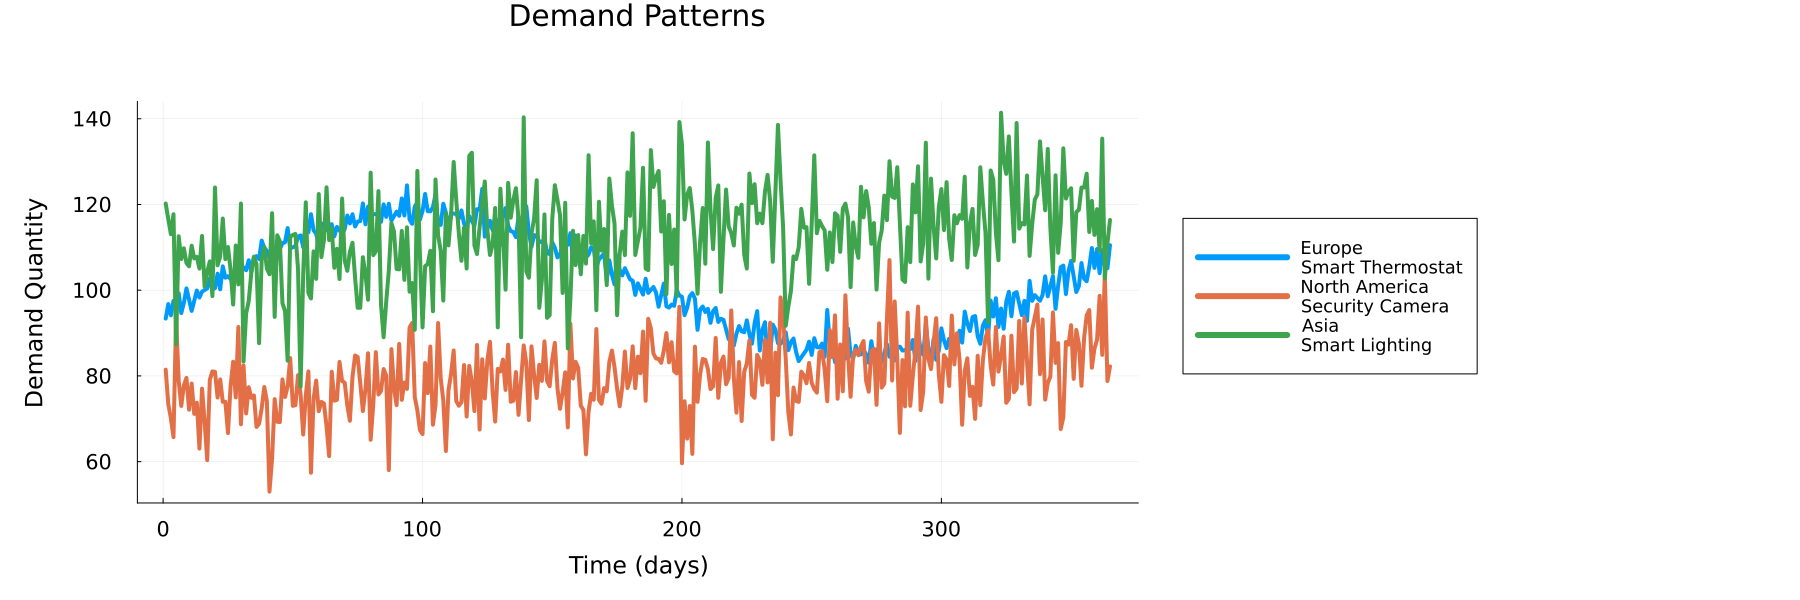 Demand Patterns
Demand Quantity
140
120
100
80
60
0
100
200
300
Time (days)
Europe
Smart Thermostat
North America
Security Camera
Asia
Smart Lighting